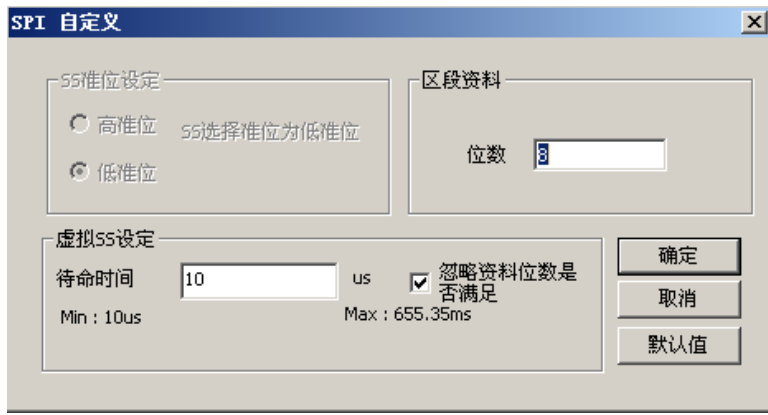 SPI 自定义
SS准位设定
高准位
SS选择准位为低准位
低准位
区段资料
位数
8
虚拟SS设定
待命时间
10
us
忽略资料位数是
否满足
Min : 10us
Max : 655.35ms
确定
取消
默认值